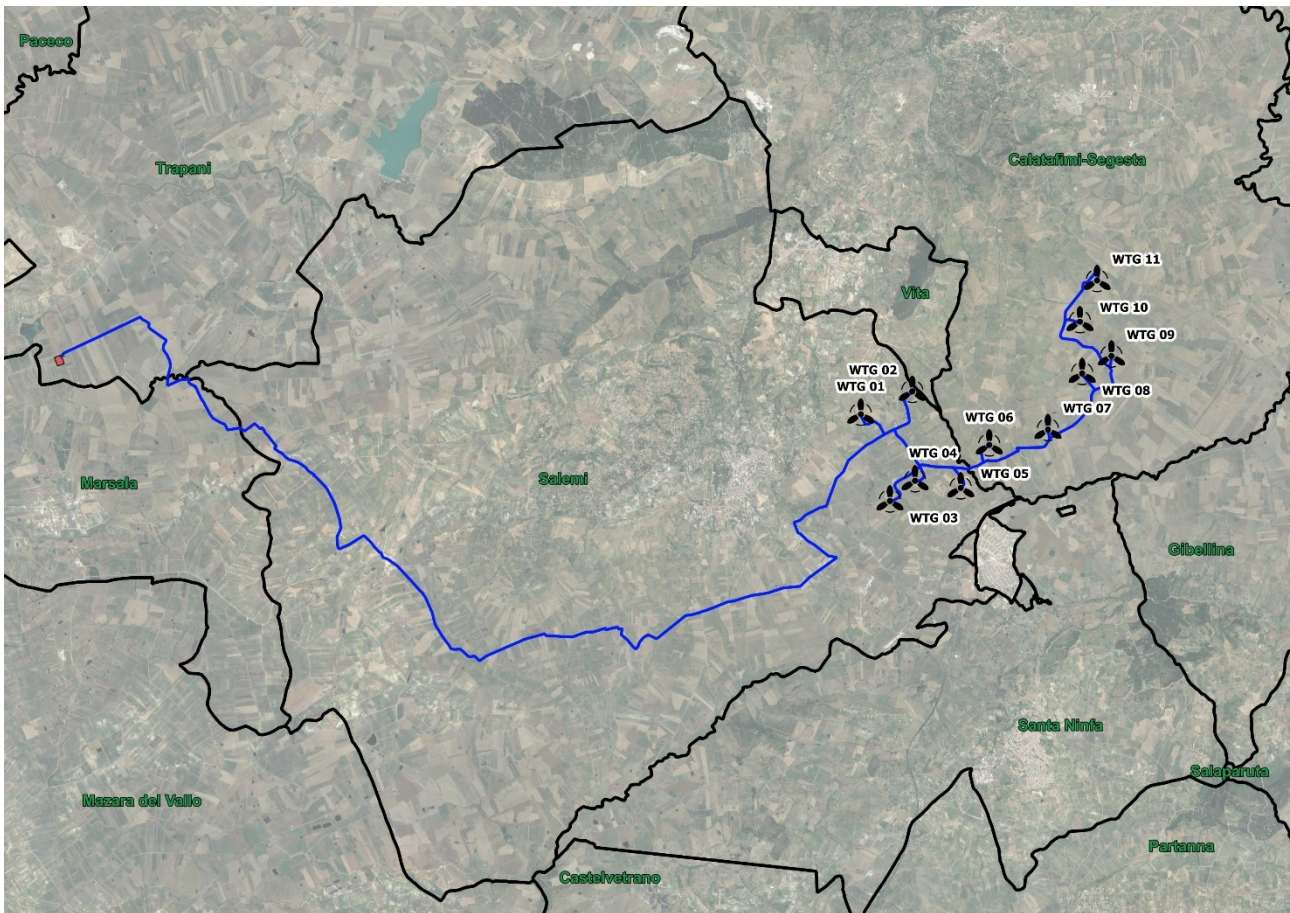 Paceco
Trapani
Calatafimi-Segesta
WTG 11
Vita
WTG 10
WTG 09
WTG 02
WTG 01
WTG 08
WTG 07
WTG 06
WTG 04
Salemi
WTG 05
Marsala
WTG 03
Gibellina
Santa Ninfa
Salaparuta
Mazara del Vallo
Partanna
Castelvetrano